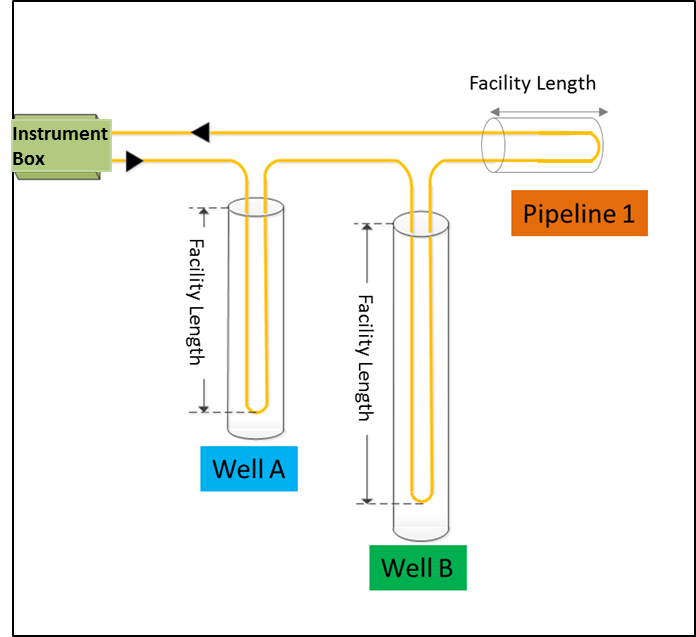 Facility Length
Instrument
Box
Pipeline 1
Facility Length
Facility Length
Well A
Well B